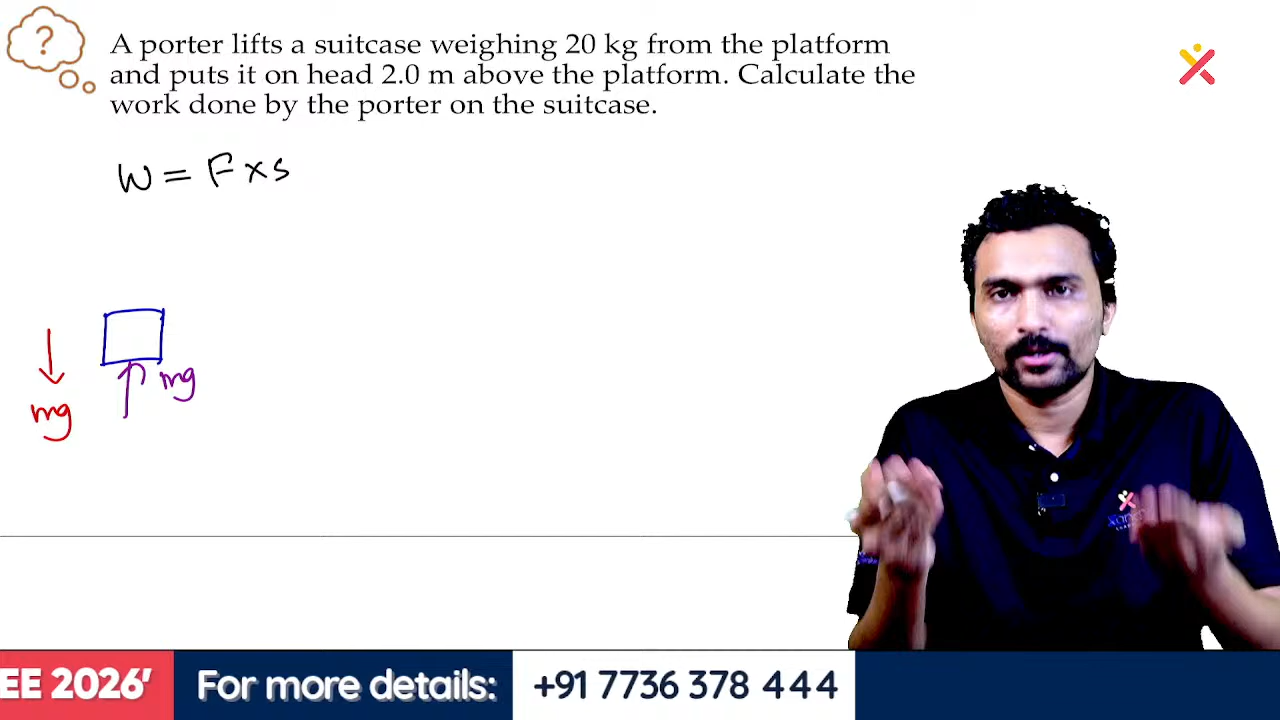 ?
A porter lifts a suitcase weighing 20 kg from the platform
and puts it on head 2.0 m above the platform. Calculate the
work done by the porter on the suitcase.
W = F x s
mg
mg
EE 2026' For more details: +91 7736 378 444